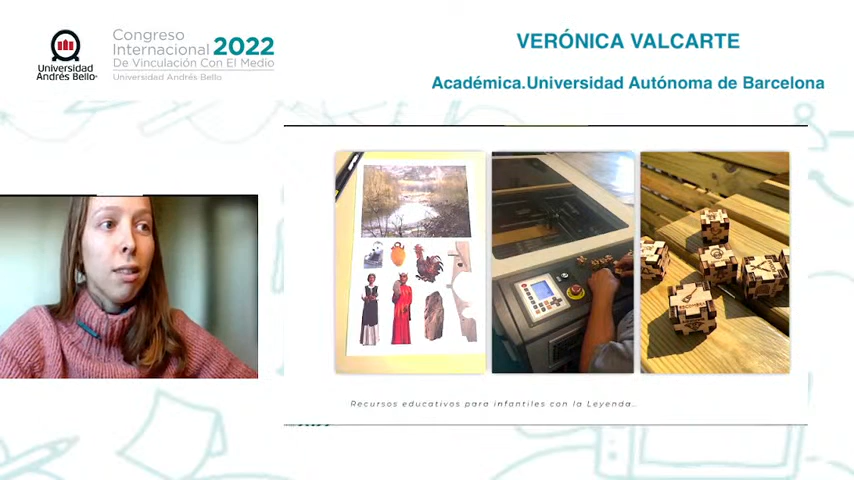 Universidad
Andrés Bello
Congreso
Internacional 2022
De Vinculación Con El Medio
Universidad Andrés Bello
VERÓNICA VALCARTE
Académica.Universidad Autónoma de Barcelona
Recursos educativos para infantiles con la Leyenda…